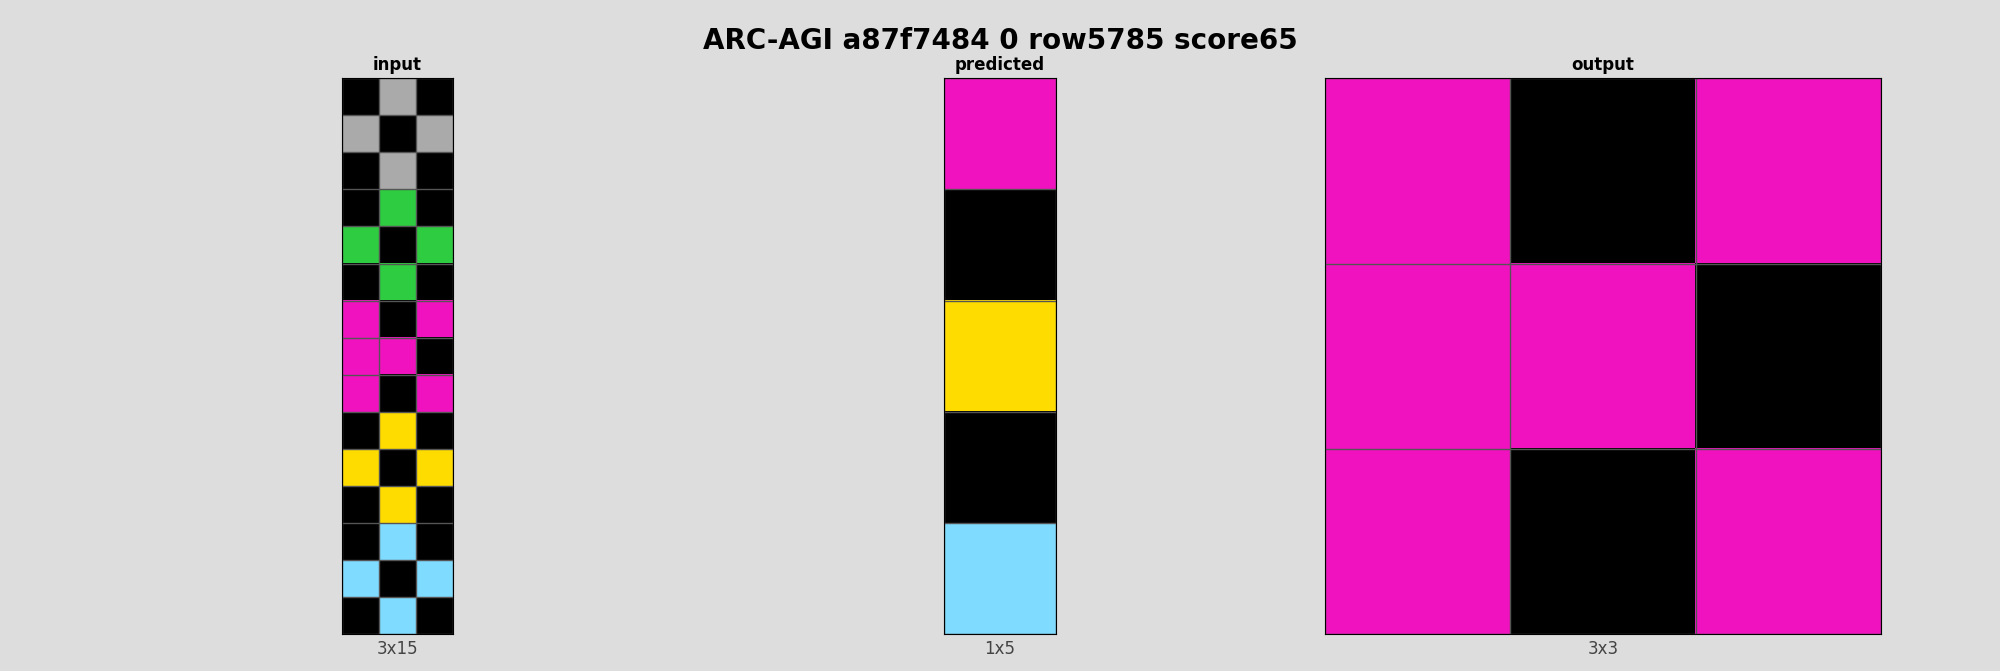 ARC-AGI a87f7484 0 row5785 score65
input
predicted
output
3x15
1x5
3x3